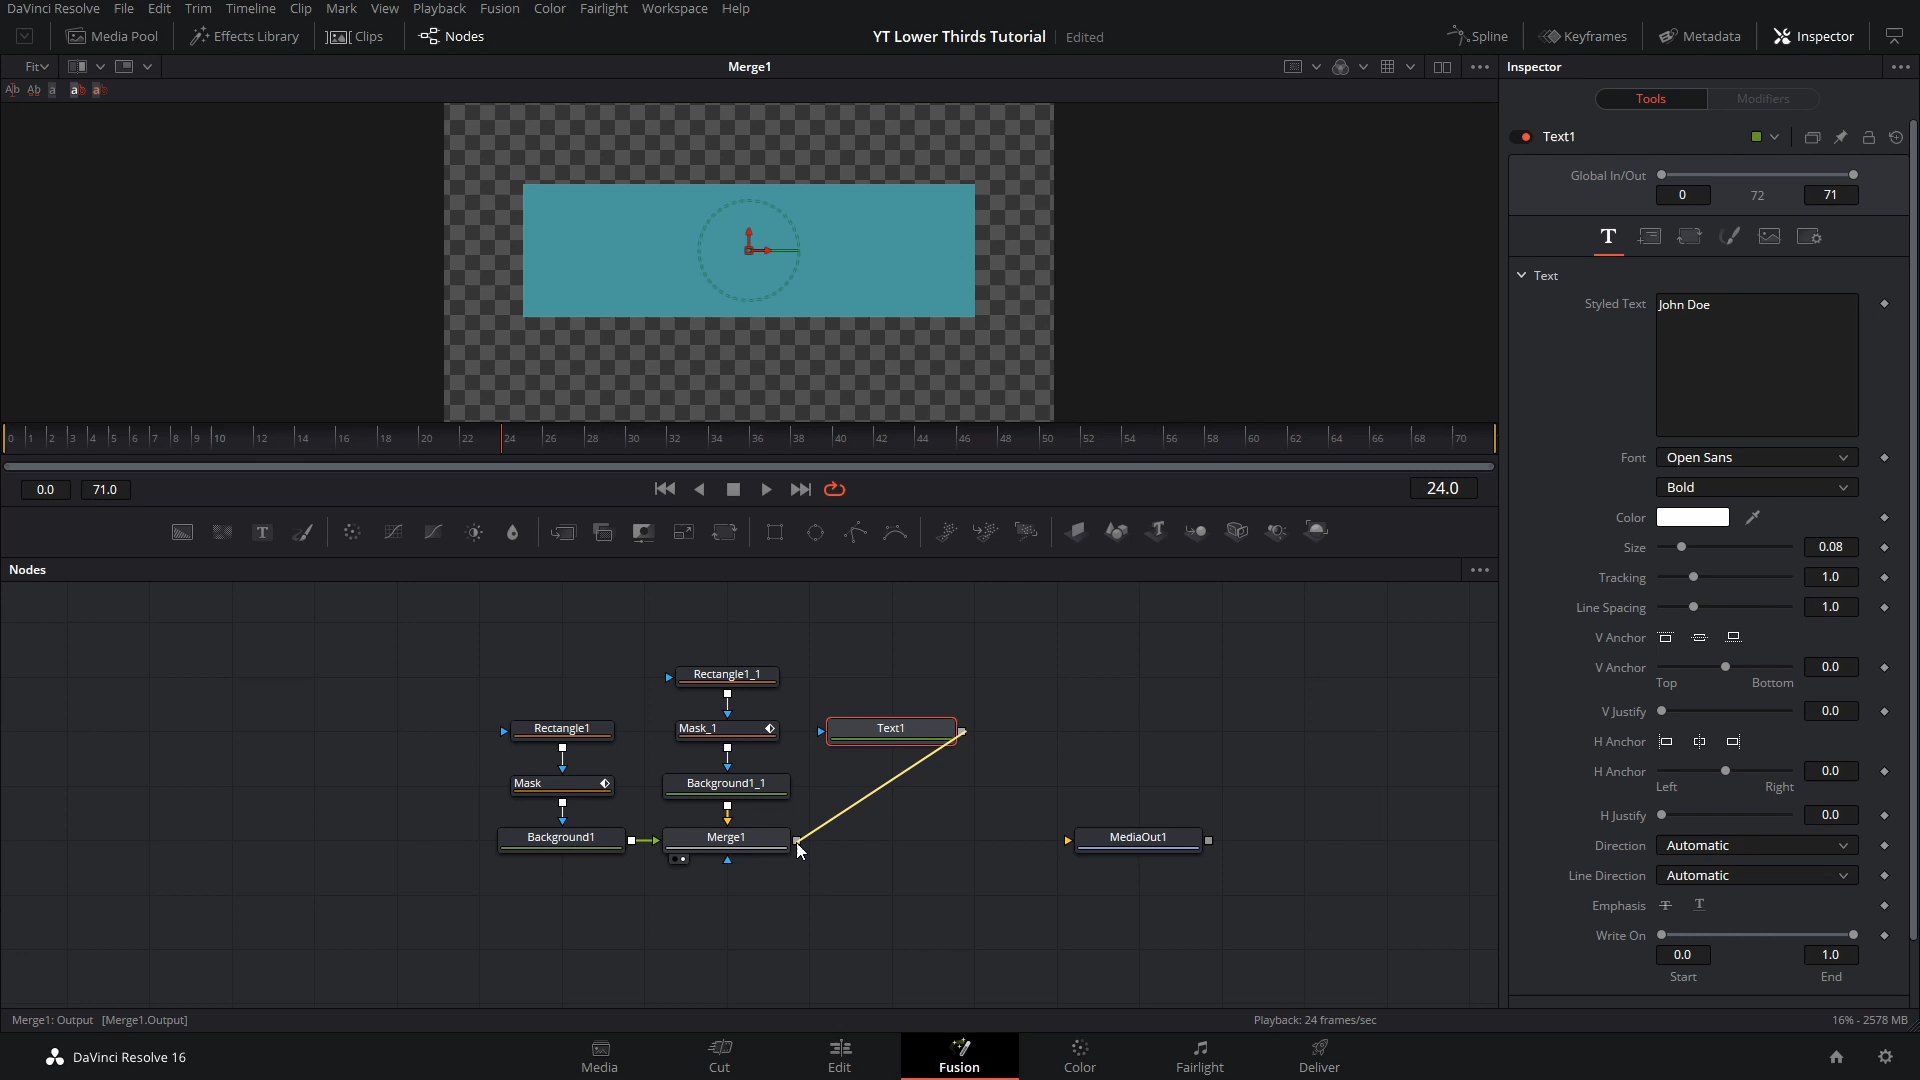 DaVinci Resolve File Edit Trim Timeline Clip Mark View Playback Fusion Color Fairlight Workspace Help
Media Pool Effects Library Clips Nodes YT Lower Thirds Tutorial Edited Spline Keyframes Metadata Inspector
Fit Merge1 Inspector
Tools Modifiers
Text1
Global In/Out
0 72 71
T
Text
Styled Text John Doe
0 1 2 3 4 5 6 7 8 9 10 12 14 16 18 20 22 24 26 28 30 32 34 36 38 40 42 44 46 48 50 52 54 56 58 60 62 64 66 68 70
Font Open Sans
0.0 71.0 24.0
Bold
Color
Size 0.08
Nodes
Tracking 1.0
Line Spacing 1.0
V Anchor
V Anchor 0.0
Top Bottom
Rectangle1_1
V Justify 0.0
Rectangle1 Mask_1 Text1
H Anchor
H Anchor 0.0
Mask Background1_1
Left Right
H Justify 0.0
Background1 Merge1 MediaOut1
Direction Automatic
Line Direction Automatic
Emphasis T T
Write On
0.0 1.0
Start End
Merge1: Output [Merge1.Output] Playback: 24 frames/sec 16% - 2578 MB
DaVinci Resolve 16 Media Cut Edit Fusion Color Fairlight Deliver